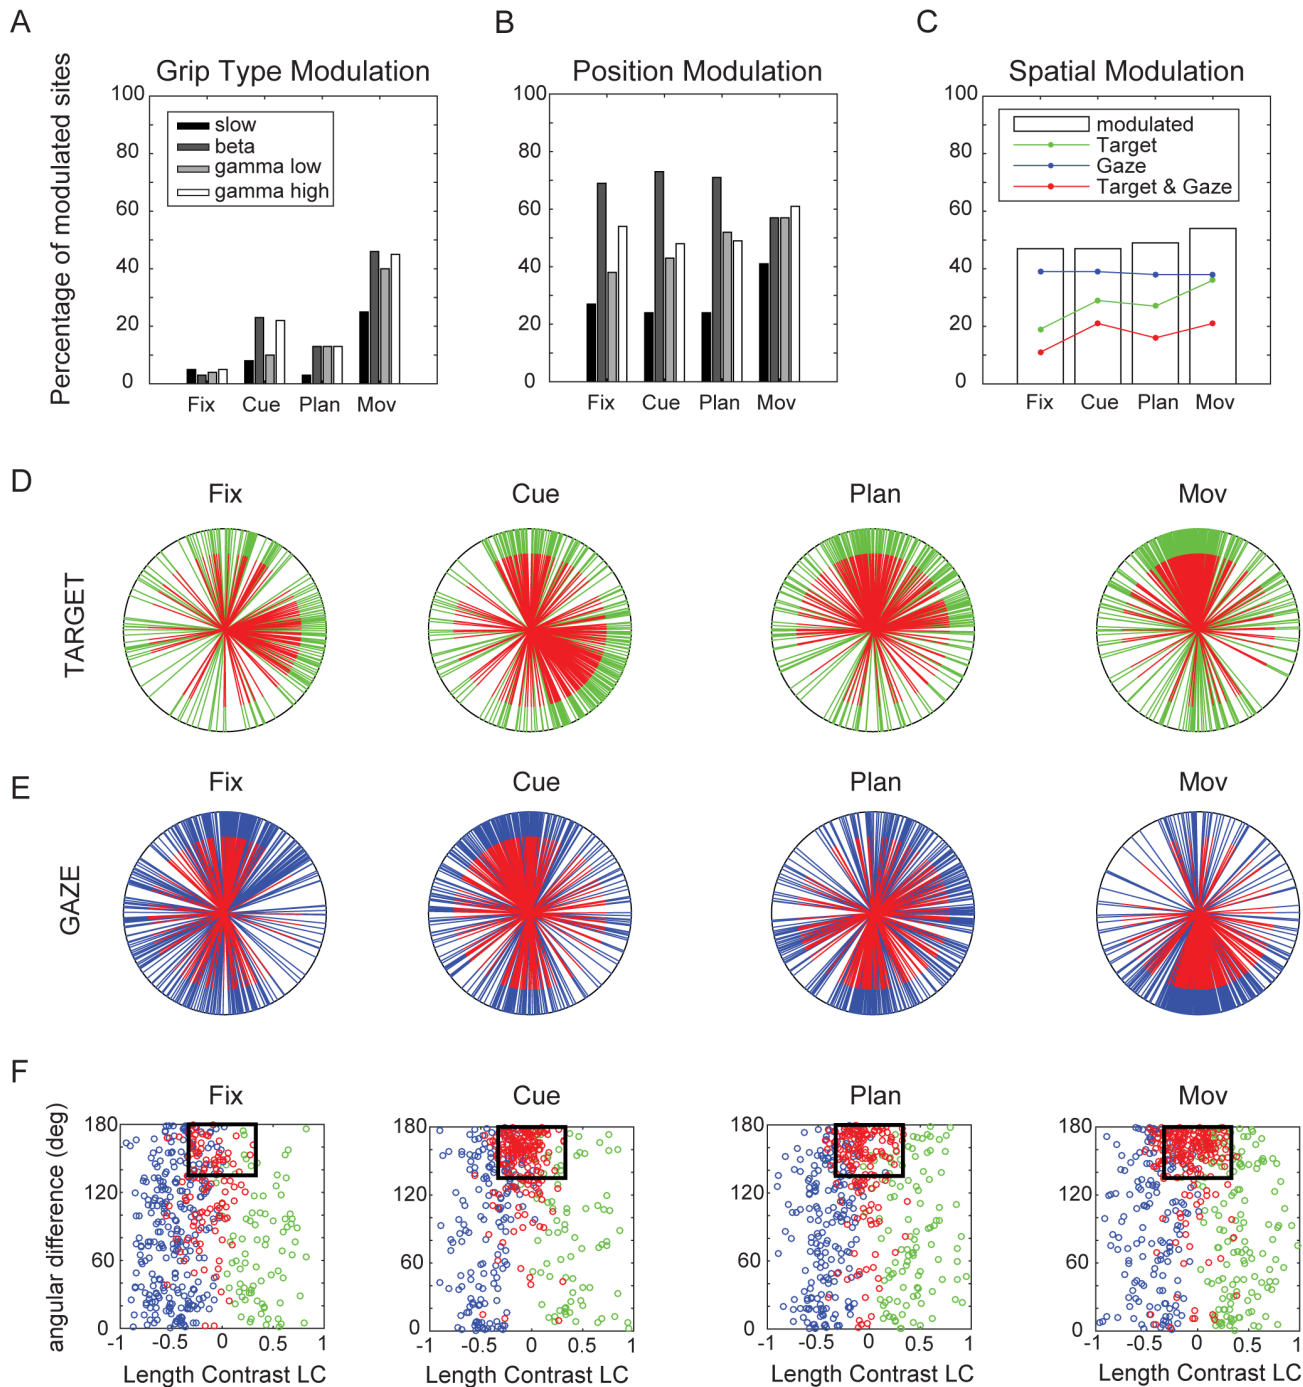 A
B
C
Grip Type Modulation
Position Modulation
Spatial Modulation
Percentage of modulated sites
100
80
60
40
20
0
slow
beta
gamma low
gamma high
Fix
Cue
Plan
Mov
100
80
60
40
20
0
Fix
Cue
Plan
Mov
100
80
60
40
20
0
modulated
Target
Gaze
Target & Gaze
Fix
Cue
Plan
Mov
D
Fix
Cue
Plan
Mov
TARGET
E
Fix
Cue
Plan
Mov
GAZE
F
Fix
Cue
Plan
Mov
angular difference (deg)
180
120
60
0
-1
-0.5
0
0.5
1
Length Contrast LC
180
120
60
0
-1
-0.5
0
0.5
1
Length Contrast LC
180
120
60
0
-1
-0.5
0
0.5
1
Length Contrast LC
180
120
60
0
-1
-0.5
0
0.5
1
Length Contrast LC